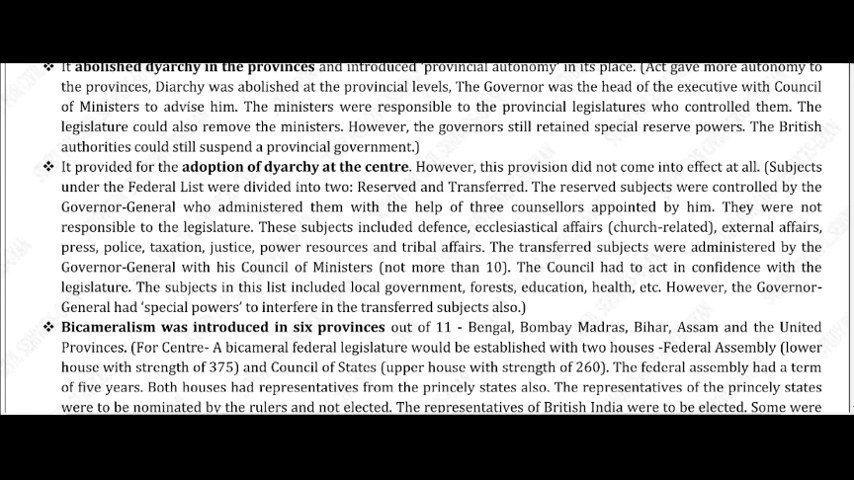 ❖ It abolished dyarchy in the provinces and introduced 'provincial autonomy' in its place. (Act gave more autonomy to
the provinces, Diarchy was abolished at the provincial levels, The Governor was the head of the executive with Council
of Ministers to advise him. The ministers were responsible to the provincial legislatures who controlled them. The
legislature could also remove the ministers. However, the governors still retained special reserve powers. The British
authorities could still suspend a provincial government.)
❖ It provided for the adoption of dyarchy at the centre. However, this provision did not come into effect at all. (Subjects
under the Federal List were divided into two: Reserved and Transferred. The reserved subjects were controlled by the
Governor-General who administered them with the help of three counsellors appointed by him. They were not
responsible to the legislature. These subjects included defence, ecclesiastical affairs (church-related), external affairs,
press, police, taxation, justice, power resources and tribal affairs. The transferred subjects were administered by the
Governor-General with his Council of Ministers (not more than 10). The Council had to act in confidence with the
legislature. The subjects in this list included local government, forests, education, health, etc. However, the Governor-
General had 'special powers' to interfere in the transferred subjects also.)
❖ Bicameralism was introduced in six provinces out of 11 - Bengal, Bombay Madras, Bihar, Assam and the United
Provinces. (For Centre- A bicameral federal legislature would be established with two houses -Federal Assembly (lower
house with strength of 375) and Council of States (upper house with strength of 260). The federal assembly had a term
of five years. Both houses had representatives from the princely states also. The representatives of the princely states
were to be nominated by the rulers and not elected. The representatives of British India were to be elected. Some were